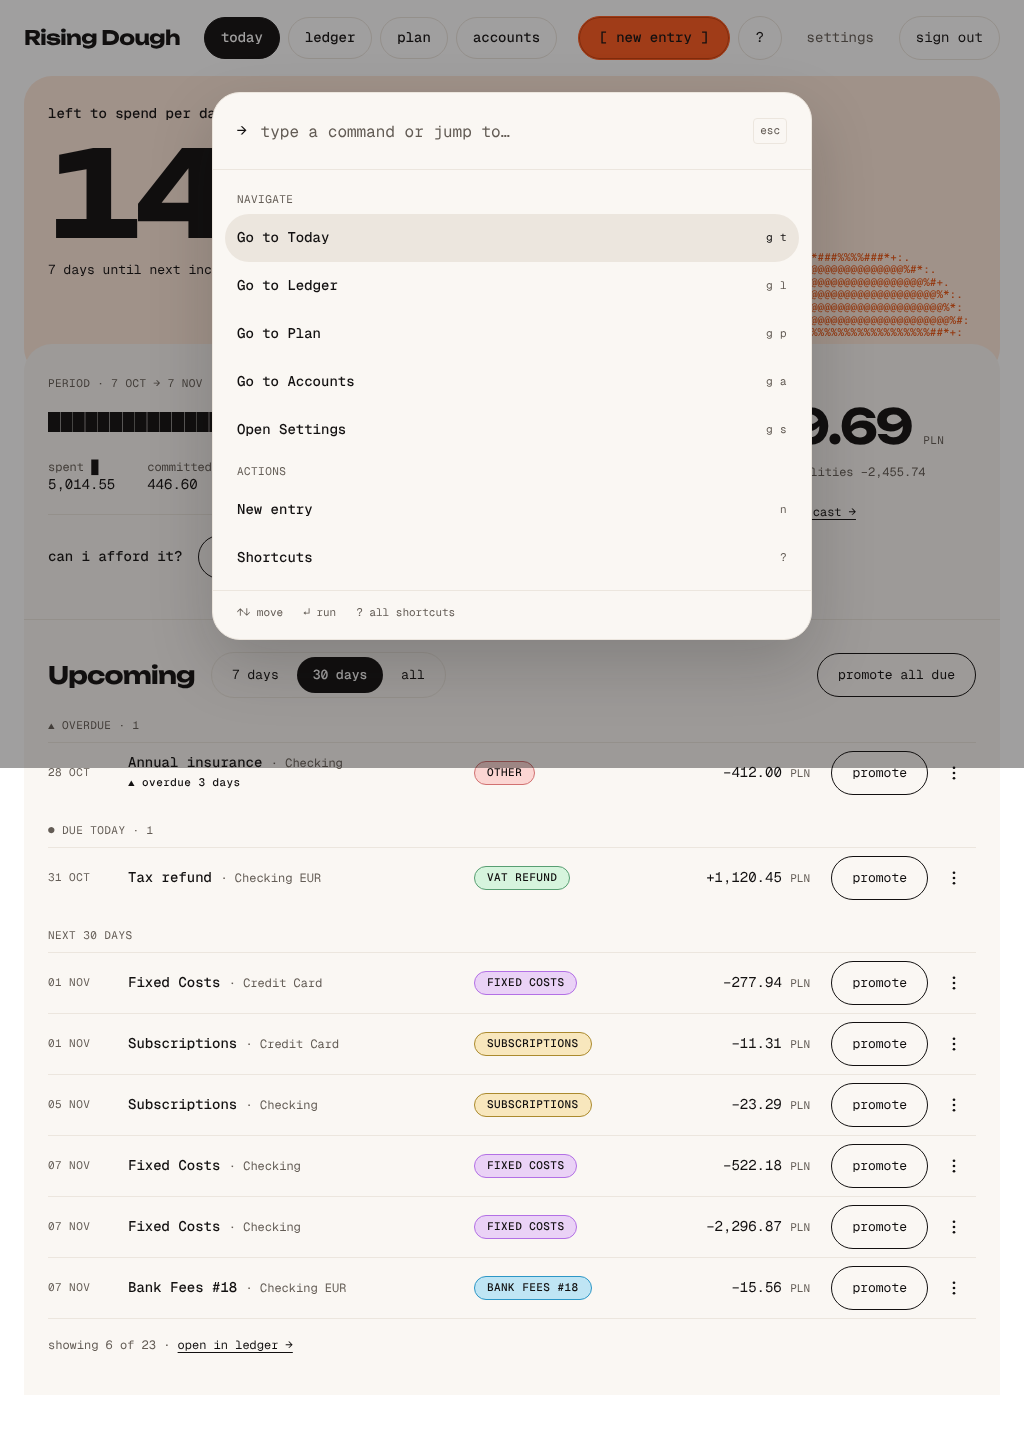 Rising Dough today ledger plan accounts [ new entry ] ? settings sign out
left to spend per da
14
7 days until next inc
→ type a command or jump to… esc
NAVIGATE
Go to Today g t
Go to Ledger g l
Go to Plan g p
Go to Accounts g a
Open Settings g s
ACTIONS
New entry n
Shortcuts ?
↑↓ move ↵ run ? all shortcuts
PERIOD · 7 OCT → 7 NOV
spent committed
5,014.55 446.60
9.69 PLN
lities −2,455.74
cast →
can i afford it?
Upcoming 7 days 30 days all promote all due
▲ OVERDUE · 1
28 OCT Annual insurance · Checking OTHER −412.00 PLN promote
▲ overdue 3 days
● DUE TODAY · 1
31 OCT Tax refund · Checking EUR VAT REFUND +1,120.45 PLN promote
NEXT 30 DAYS
01 NOV Fixed Costs · Credit Card FIXED COSTS −277.94 PLN promote
01 NOV Subscriptions · Credit Card SUBSCRIPTIONS −11.31 PLN promote
05 NOV Subscriptions · Checking SUBSCRIPTIONS −23.29 PLN promote
07 NOV Fixed Costs · Checking FIXED COSTS −522.18 PLN promote
07 NOV Fixed Costs · Checking FIXED COSTS −2,296.87 PLN promote
07 NOV Bank Fees #18 · Checking EUR BANK FEES #18 −15.56 PLN promote
showing 6 of 23 · open in ledger →